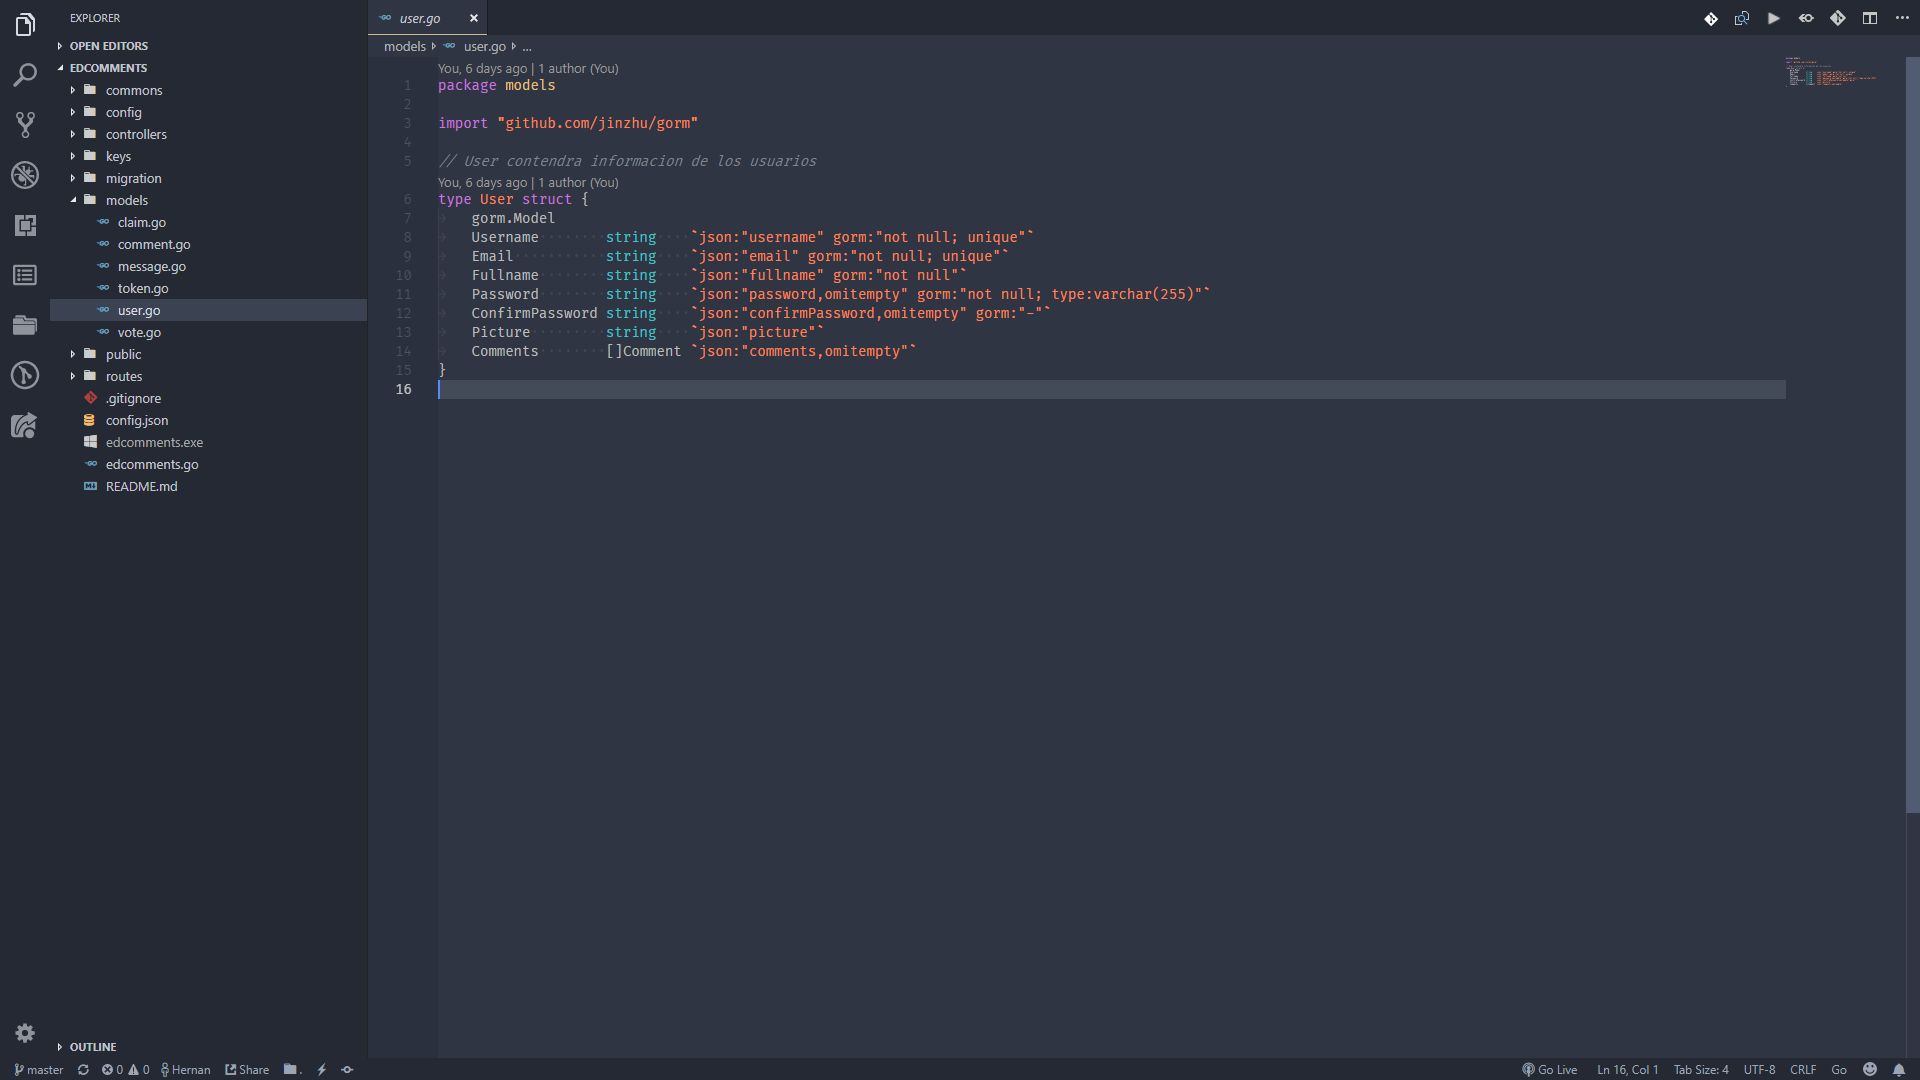 EXPLORER
OPEN EDITORS
EDCOMMENTS
commons
config
controllers
keys
migration
models
claim.go
comment.go
message.go
token.go
user.go
vote.go
public
routes
.gitignore
config.json
edcomments.exe
edcomments.go
README.md
OUTLINE
user.go
models user.go ...
You, 6 days ago | 1 author (You)
1 package models
2
3 import "github.com/jinzhu/gorm"
4
5 // User contendra informacion de los usuarios
You, 6 days ago | 1 author (You)
6 type User struct {
7 gorm.Model
8 Username string `json:"username" gorm:"not null; unique"`
9 Email string `json:"email" gorm:"not null; unique"`
10 Fullname string `json:"fullname" gorm:"not null"`
11 Password string `json:"password,omitempty" gorm:"not null; type:varchar(255)"`
12 ConfirmPassword string `json:"confirmPassword,omitempty" gorm:"-"`
13 Picture string `json:"picture"`
14 Comments []Comment `json:"comments,omitempty"`
15 }
16
master 0 0 Hernan Share . Go Live Ln 16, Col 1 Tab Size: 4 UTF-8 CRLF Go